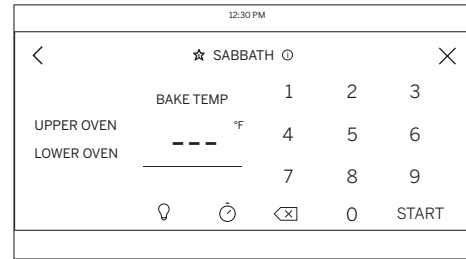 12:30 PM
SABBATH
BAKE TEMP
1 2 3
UPPER OVEN
LOWER OVEN
--- °F
4 5 6
7 8 9
0 START